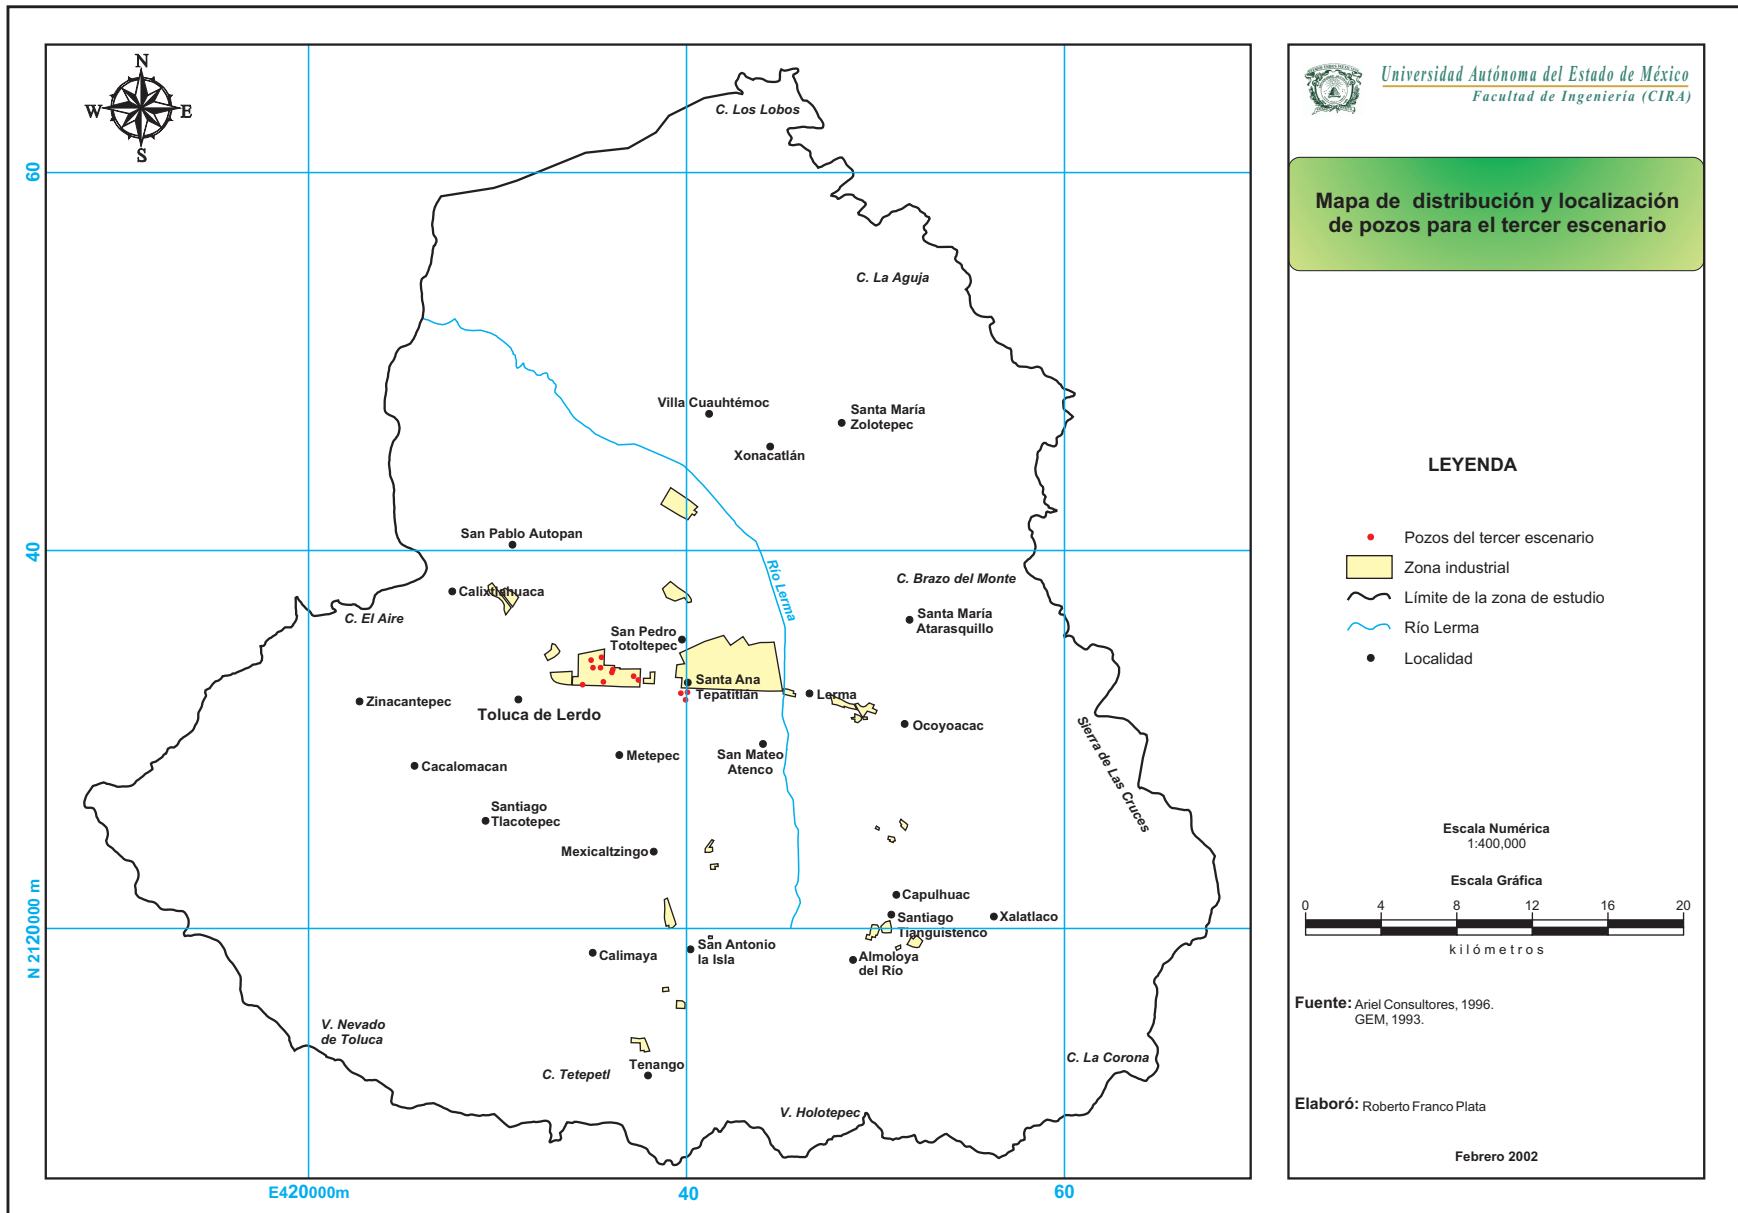 N
W
E
S
60
40
N 2120000 m
E420000m
40
60
C. Los Lobos
C. La Aguja
Villa Cuauhtémoc
Santa María
Zolotepec
Xonacatlán
San Pablo Autopan
Río Lerma
C. Brazo del Monte
Calixtlahuaca
C. El Aire
Santa María
Atarasquillo
San Pedro
Totoltepec
Santa Ana
Tepatitlán
Lerma
Zinacantepec
Toluca de Lerdo
Ocoyoacac
Sierra de Las Cruces
Metepec
San Mateo
Atenco
Cacalomacan
Santiago
Tlacotepec
Mexicaltzingo
Capulhuac
Santiago
Tianguistenco
Xalatlaco
San Antonio
la Isla
Calimaya
Almoloya
del Río
V. Nevado
de Toluca
C. Tetepetl
Tenango
C. La Corona
V. Holotepec
Universidad Autónoma del Estado de México
Facultad de Ingeniería (CIRA)
Mapa de distribución y localización
de pozos para el tercer escenario
LEYENDA
Pozos del tercer escenario
Zona industrial
Límite de la zona de estudio
Río Lerma
Localidad
Escala Numérica
1:400,000
Escala Gráfica
0 4 8 12 16 20
kilómetros
Fuente: Ariel Consultores, 1996.
GEM, 1993.
Elaboró: Roberto Franco Plata
Febrero 2002